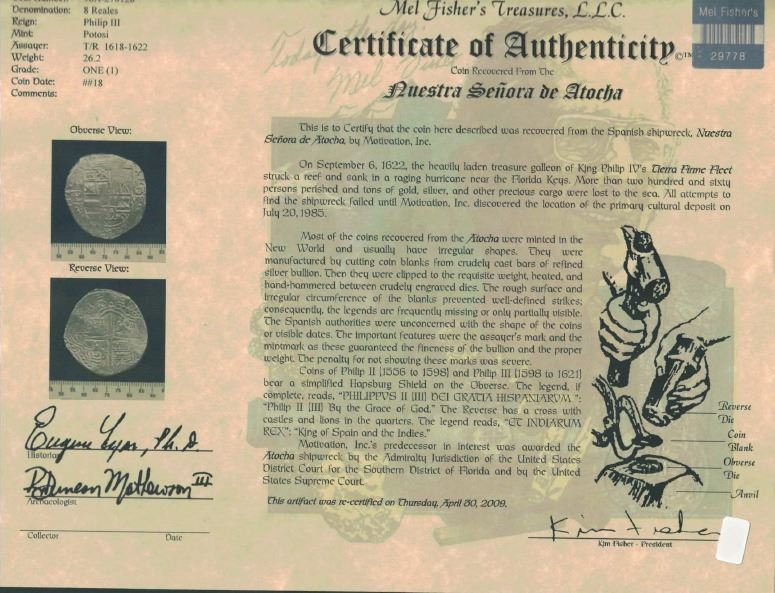 Denomination: 8 Reales
Reign: Philip III
Mint: Potosi
Assayer: T/R 1618-1622
Weight: 26.2
Grade: ONE (1)
Coin Date: ##18
Comments:
Mel Fisher's Treasures, L.L.C.
Certificate of Authenticity ©™
Coin Recovered From The
Nuestra Señora de Atocha
Mel Fisher's
29778
Today
the day
Mel
Obverse View:
Reverse View:
This is to Certify that the coin here described was recovered from the Spanish shipwreck, Nuestra
Señora de Atocha, by Motivation, Inc.
On September 6, 1622, the heavily laden treasure galleon of King Philip IV's Tierra Firme Fleet
struck a reef and sank in a raging hurricane near the Florida Keys. More than two hundred and sixty
persons perished and tons of gold, silver, and other precious cargo were lost to the sea. All attempts to
find the shipwreck failed until Motivation, Inc. discovered the location of the primary cultural deposit on
July 20, 1985.
Most of the coins recovered from the Atocha were minted in the
New World and usually have irregular shapes. They were
manufactured by cutting coin blanks from crudely cast bars of refined
silver bullion. Then they were clipped to the requisite weight, heated, and
hand-hammered between crudely engraved dies. The rough surface and
irregular circumference of the blanks prevented well-defined strikes;
consequently, the legends are frequently missing or only partially visible.
The Spanish authorities were unconcerned with the shape of the coins
or visible dates. The important features were the assayer's mark and the
mintmark as these guaranteed the fineness of the bullion and the proper
weight. The penalty for not showing these marks was severe.
Coins of Philip II [1556 to 1598] and Philip III [1598 to 1621]
bear a simplified Hapsburg Shield on the Obverse. The legend, if
complete, reads, "PHILIPPVS II [III] DEI GRATIA HISPANIARVM":
"Philip II [III] By the Grace of God." The Reverse has a cross with
castles and lions in the quarters. The legend reads, "ET INDIARUM
REX": "King of Spain and the Indies."
Motivation, Inc.'s predecessor in interest was awarded the
Atocha shipwreck by the Admiralty Jurisdiction of the United States
District Court for the Southern District of Florida and by the United
States Supreme Court.
This artifact was re-certified on Thursday, April 30, 2009.
Reverse
Die
Coin
Blank
Obverse
Die
Anvil
Eugene Lyon, Ph.D.
Historian
R. Duncan Mathewson III
Archaeologist
Collector Date
Kim Fisher
Kim Fisher - President